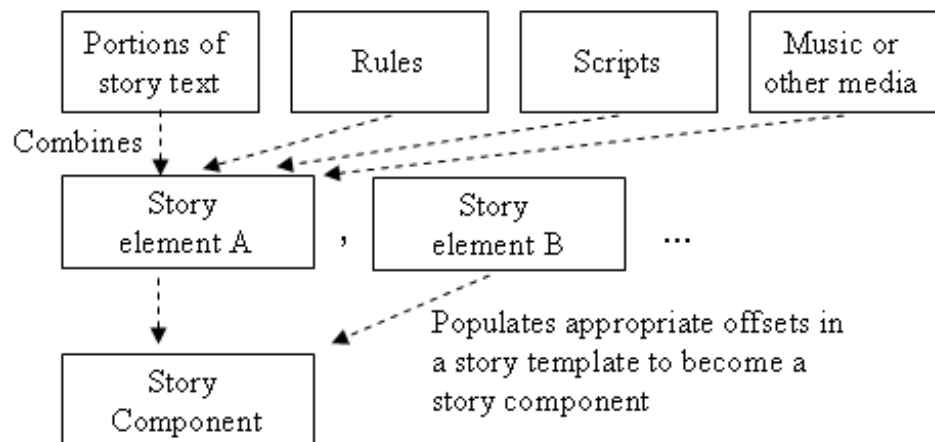 Portions of
story text
Rules
Scripts
Music or
other media
Combines
Story
element A
,
Story
element B
...
Populates appropriate offsets in
a story template to become a
story component
Story
Component